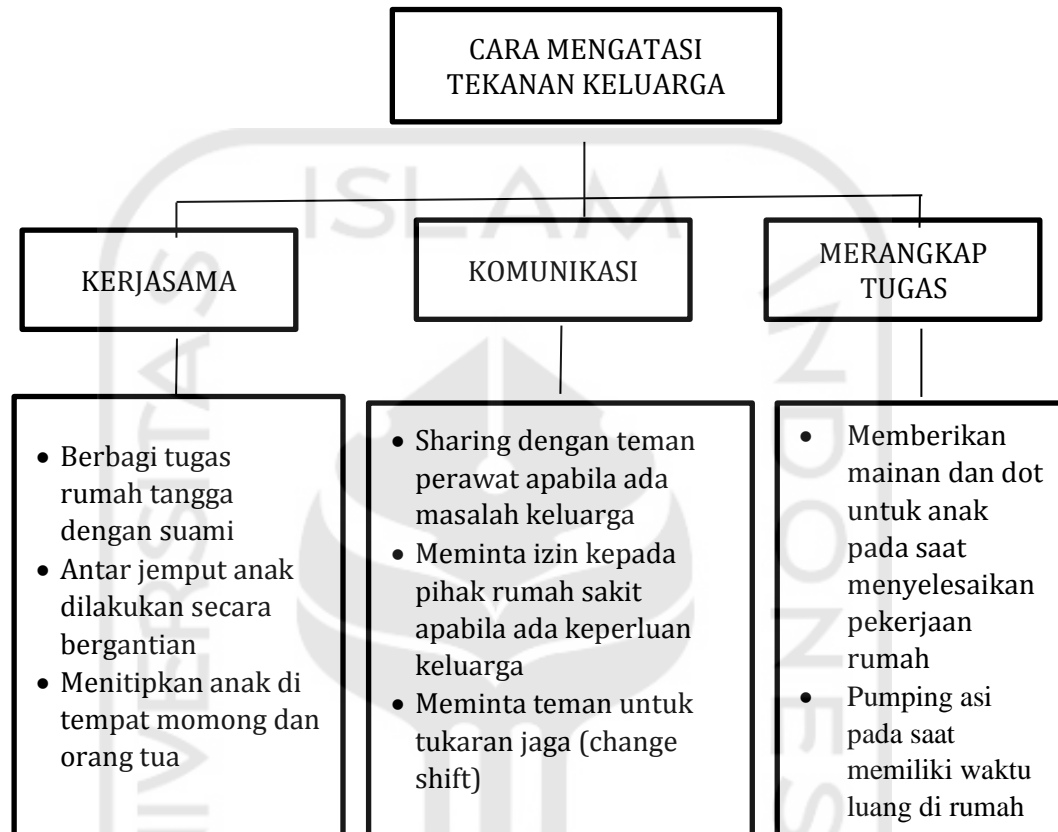 CARA MENGATASI
TEKANAN KELUARGA
KERJASAMA
KOMUNIKASI
MERANGKAP
TUGAS
• Berbagi tugas
rumah tangga
dengan suami
• Antar jemput anak
dilakukan secara
bergantian
• Menitipkan anak di
tempat momong dan
orang tua
• Sharing dengan teman
perawat apabila ada
masalah keluarga
• Meminta izin kepada
pihak rumah sakit
apabila ada keperluan
keluarga
• Meminta teman untuk
tukaran jaga (change
shift)
• Memberikan
mainan dan dot
untuk anak
pada saat
menyelesaikan
pekerjaan
rumah
• Pumping asi
pada saat
memiliki waktu
luang di rumah
ISLAM
VERSITAS
INDONES